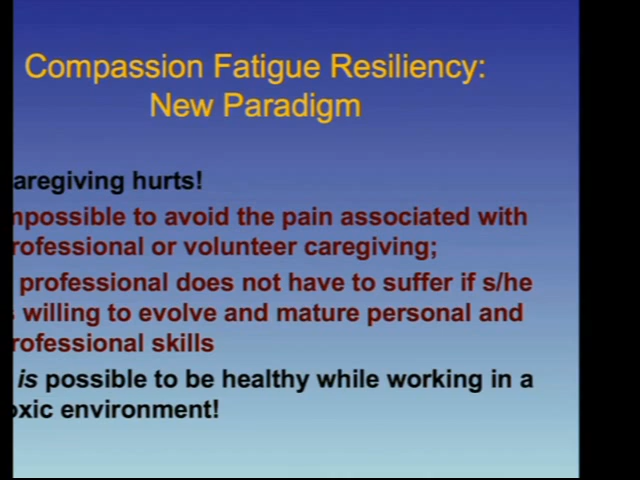 Compassion Fatigue Resiliency:
New Paradigm
aregiving hurts!
mpossible to avoid the pain associated with
rofessional or volunteer caregiving;
professional does not have to suffer if s/he
s willing to evolve and mature personal and
rofessional skills
is possible to be healthy while working in a
oxic environment!